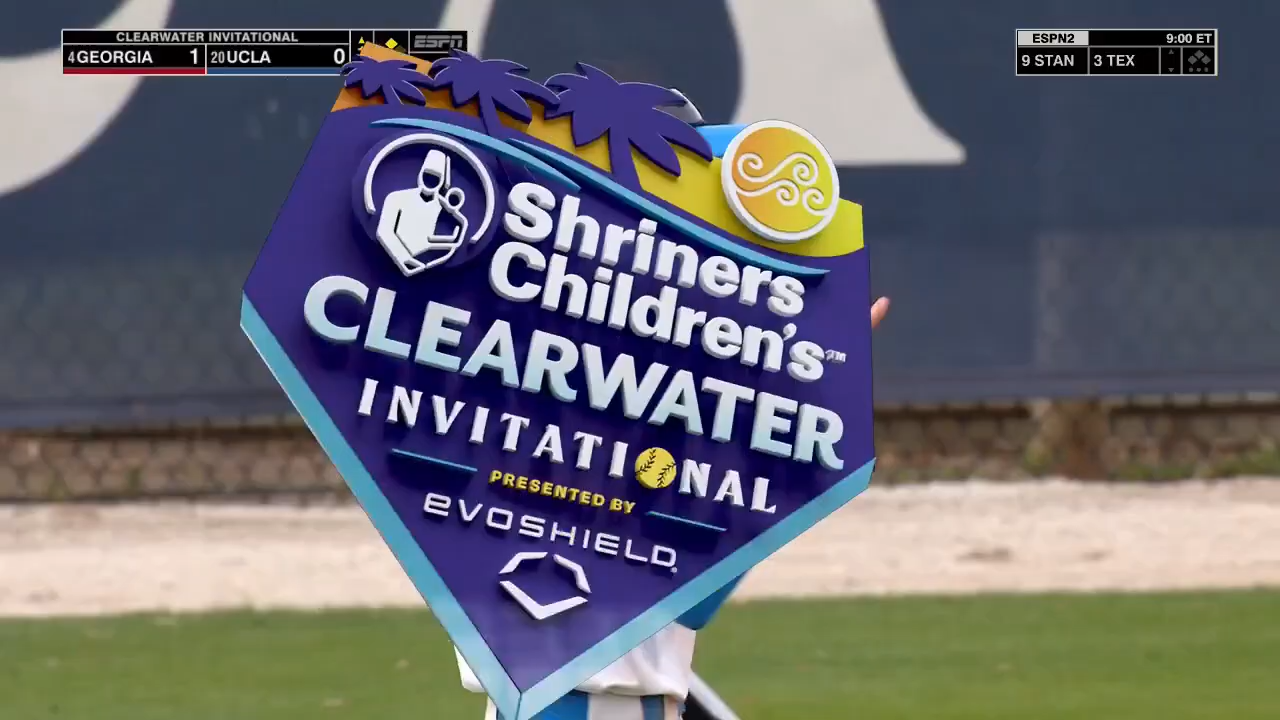 CLEARWATER INVITATIONAL
4 GEORGIA 1 20 UCLA 0
ESPN
ESPN2 9:00 ET
9 STAN 3 TEX
Shriners
Children's™
CLEARWATER
INVITATIONAL
PRESENTED BY
EVOSHIELD